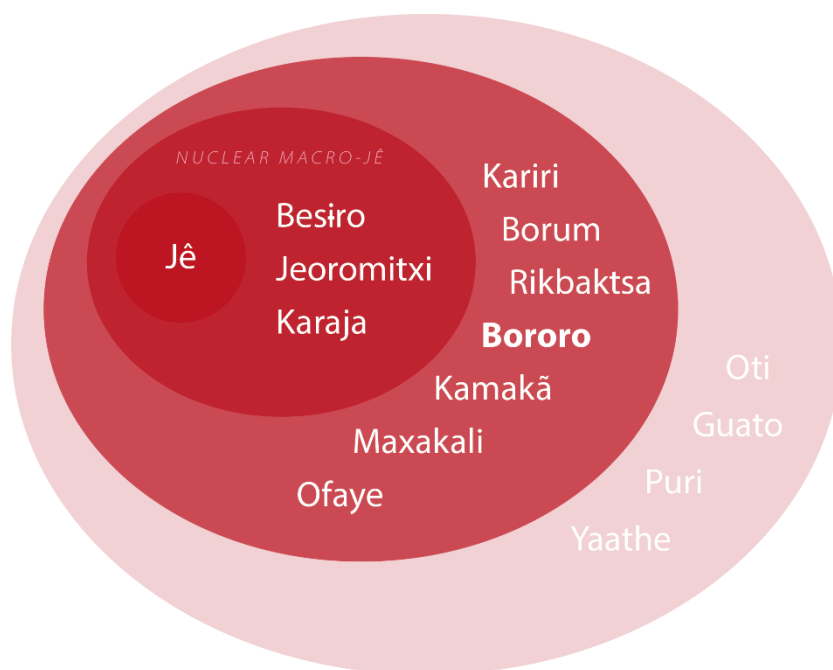 NUCLEAR MACRO-JÊ
Jê
Besɨro
Jeoromitxi
Karaja
Kariri
Borum
Rikbaktsa
Bororo
Kamakã
Maxakali
Ofaye
Oti
Guato
Puri
Yaathe